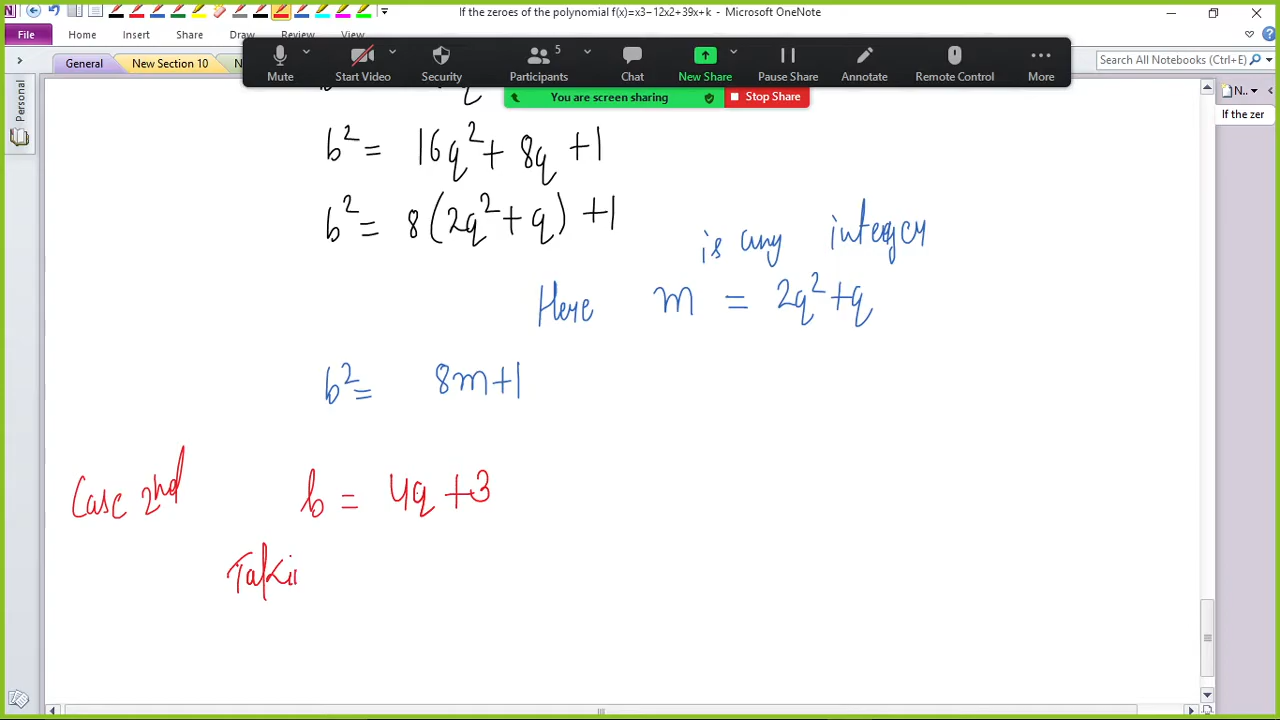 If the zeroes of the polynomial f(x)=x3−12x2+39x+k - Microsoft OneNote
File Home Insert Share Draw Review View
General New Section 10
Search All Notebooks (Ctrl+E)
Mute Start Video Security Participants 5 Chat New Share Pause Share Annotate Remote Control More
You are screen sharing Stop Share
Personal
If the zer
b² = 16q² + 8q + 1
b² = 8(2q² + q) + 1
is any integer
Here m = 2q² + q
b² = 8m+1
Case 2nd b = 4q + 3
Takii